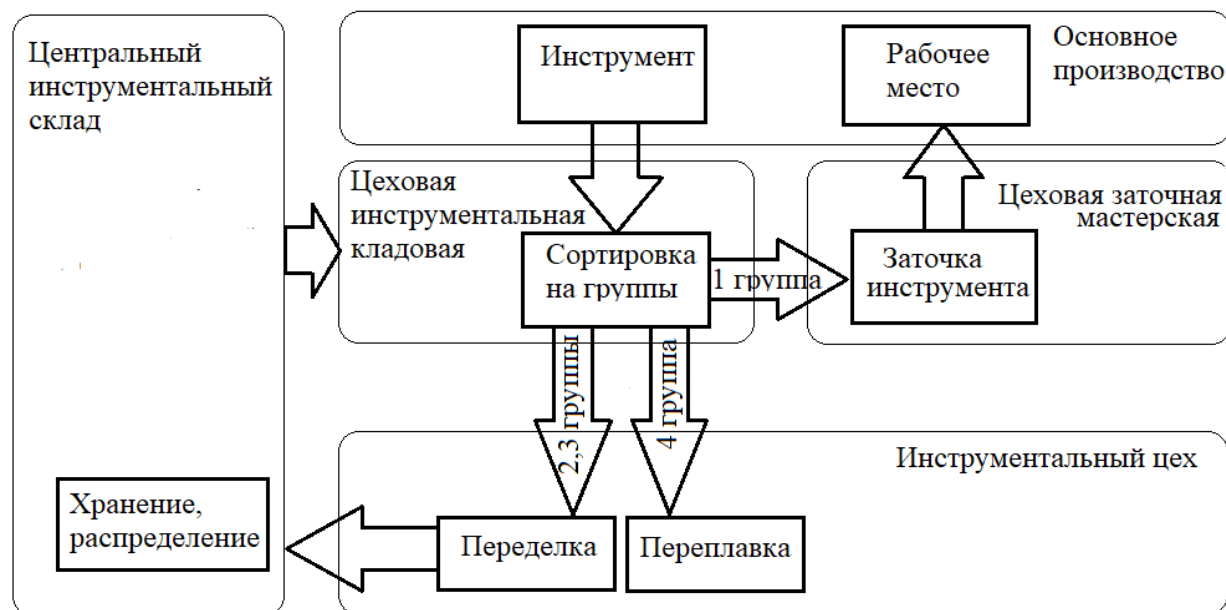 Центральный
инструментальный
склад
Инструмент
Рабочее
место
Основное
производство
Цеховая
инструментальная
кладовая
Сортировка
на группы
1 группа
Цеховая заточная
мастерская
Заточка
инструмента
2,3 группы
4 группа
Инструментальный цех
Хранение,
распределение
Переделка
Переплавка